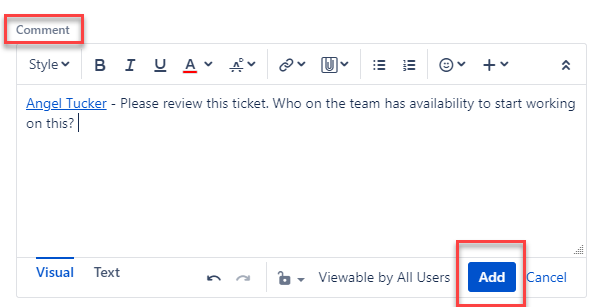 Comment
Style B I U A
Angel Tucker - Please review this ticket. Who on the team has availability to start working
on this?
Visual Text Viewable by All Users Add Cancel